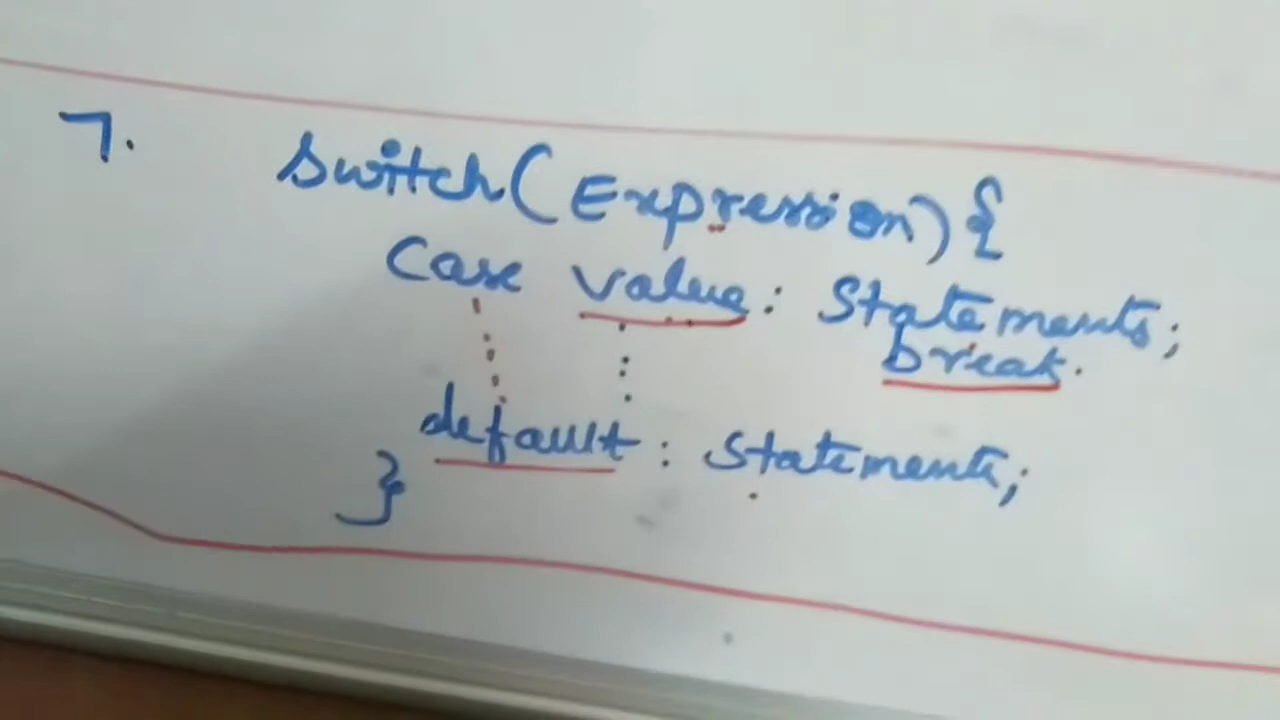 7. switch(Expression){
case value: Statements;
break.
default: statements;
}